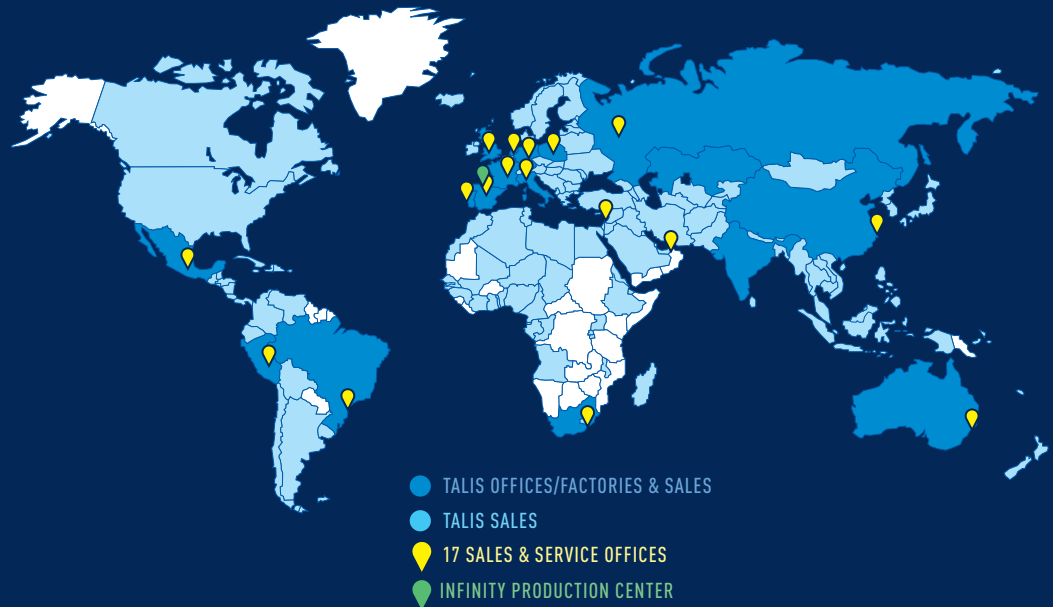 TALIS OFFICES/FACTORIES & SALES
TALIS SALES
17 SALES & SERVICE OFFICES
INFINITY PRODUCTION CENTER